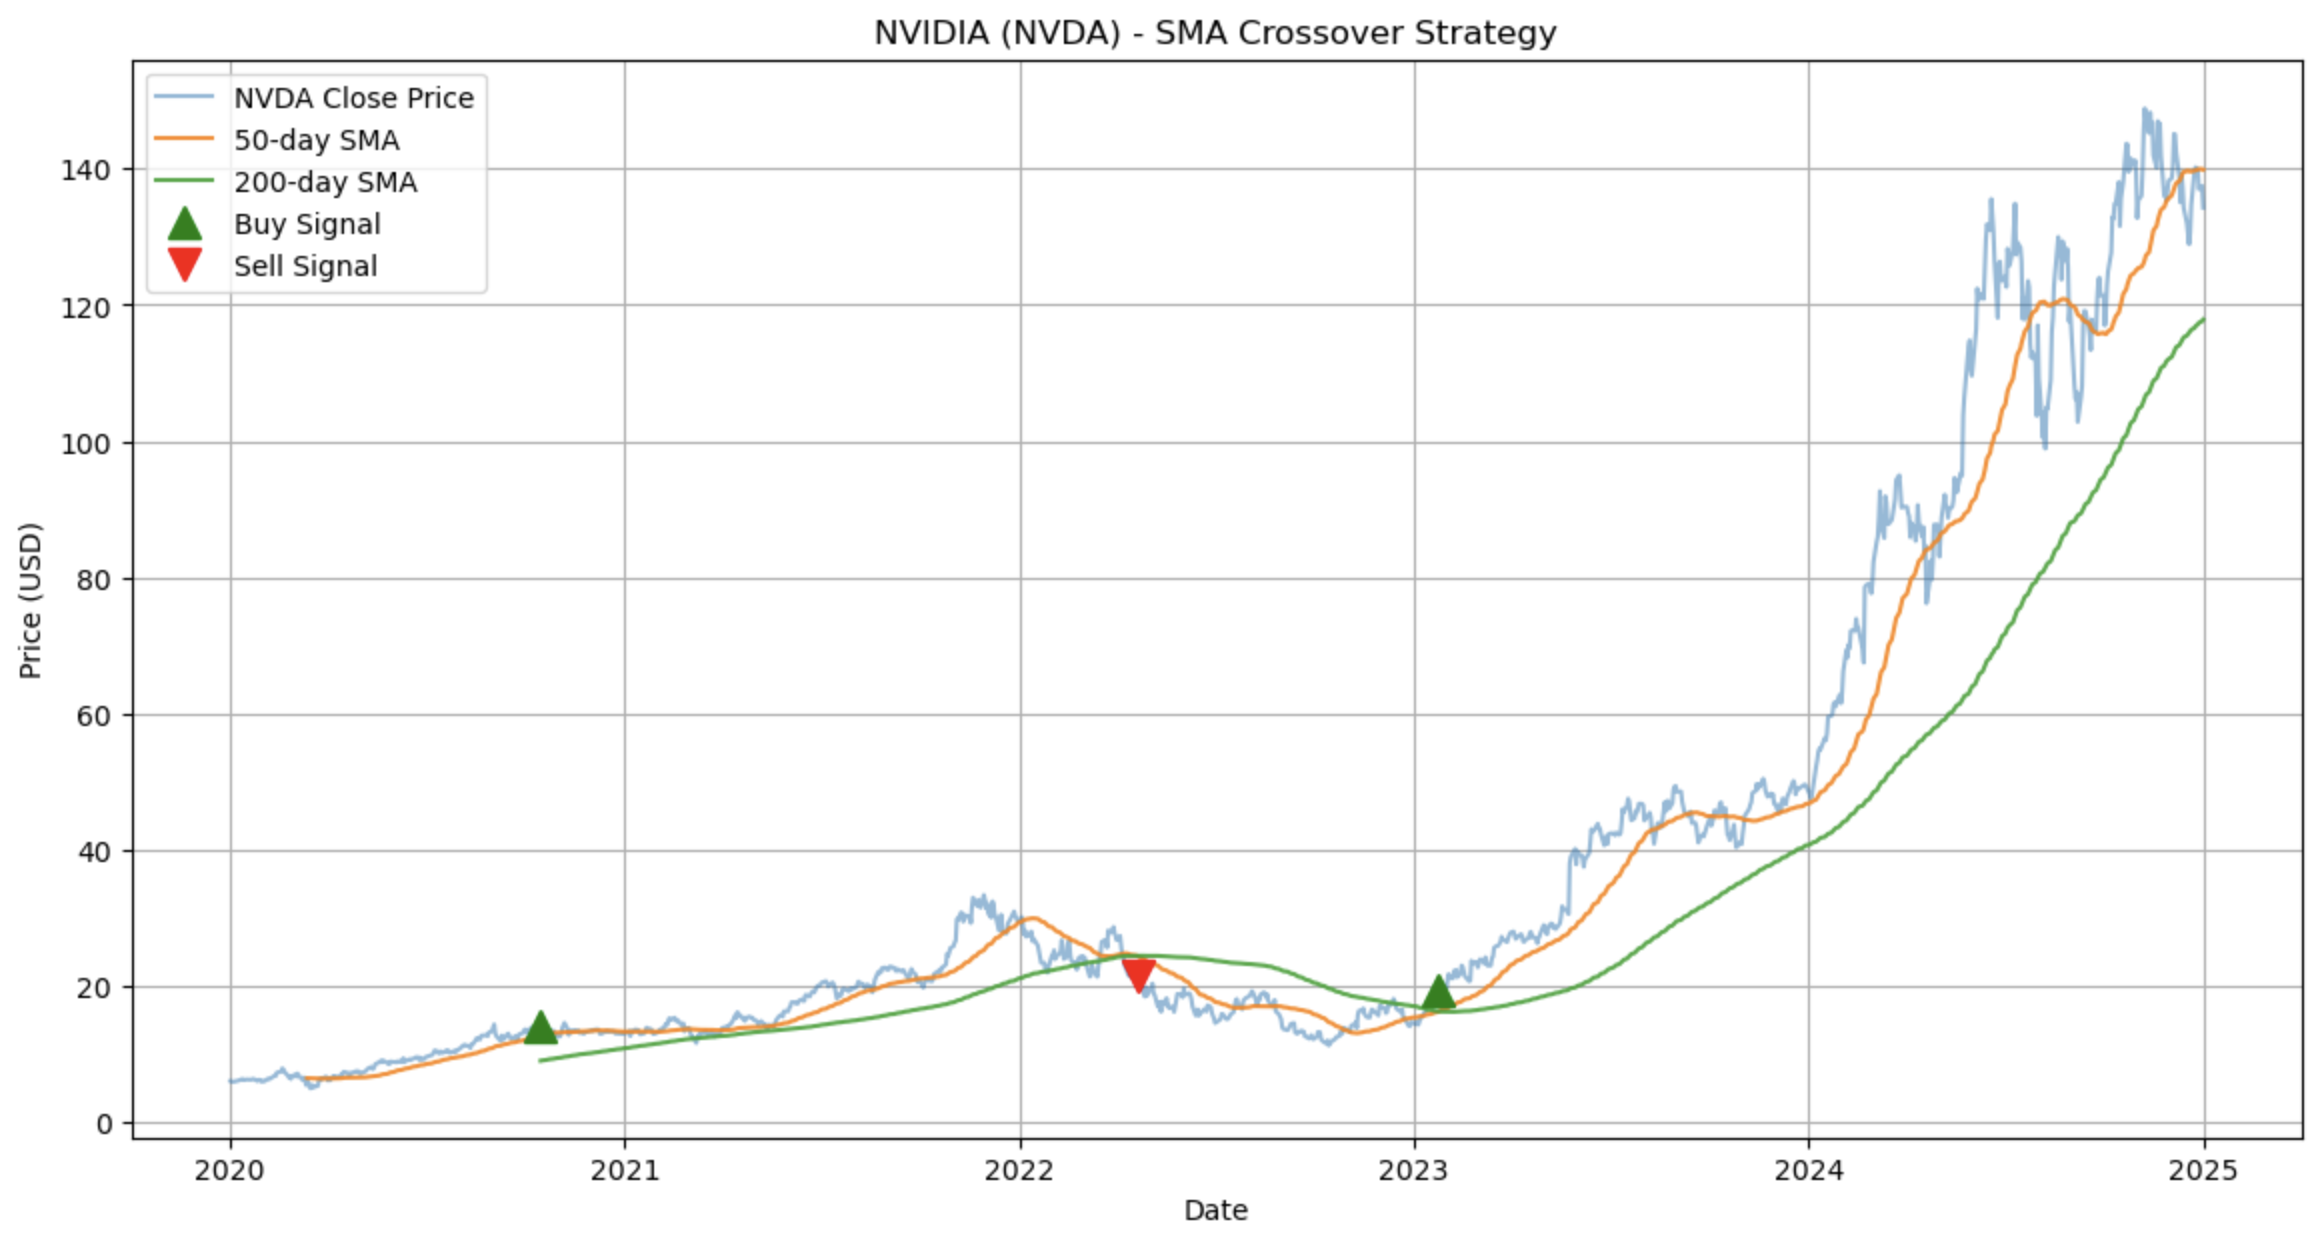 NVIDIA (NVDA) - SMA Crossover Strategy
NVDA Close Price
50-day SMA
200-day SMA
Buy Signal
Sell Signal
140
120
100
80
60
40
20
0
Price (USD)
2020 2021 2022 2023 2024 2025
Date